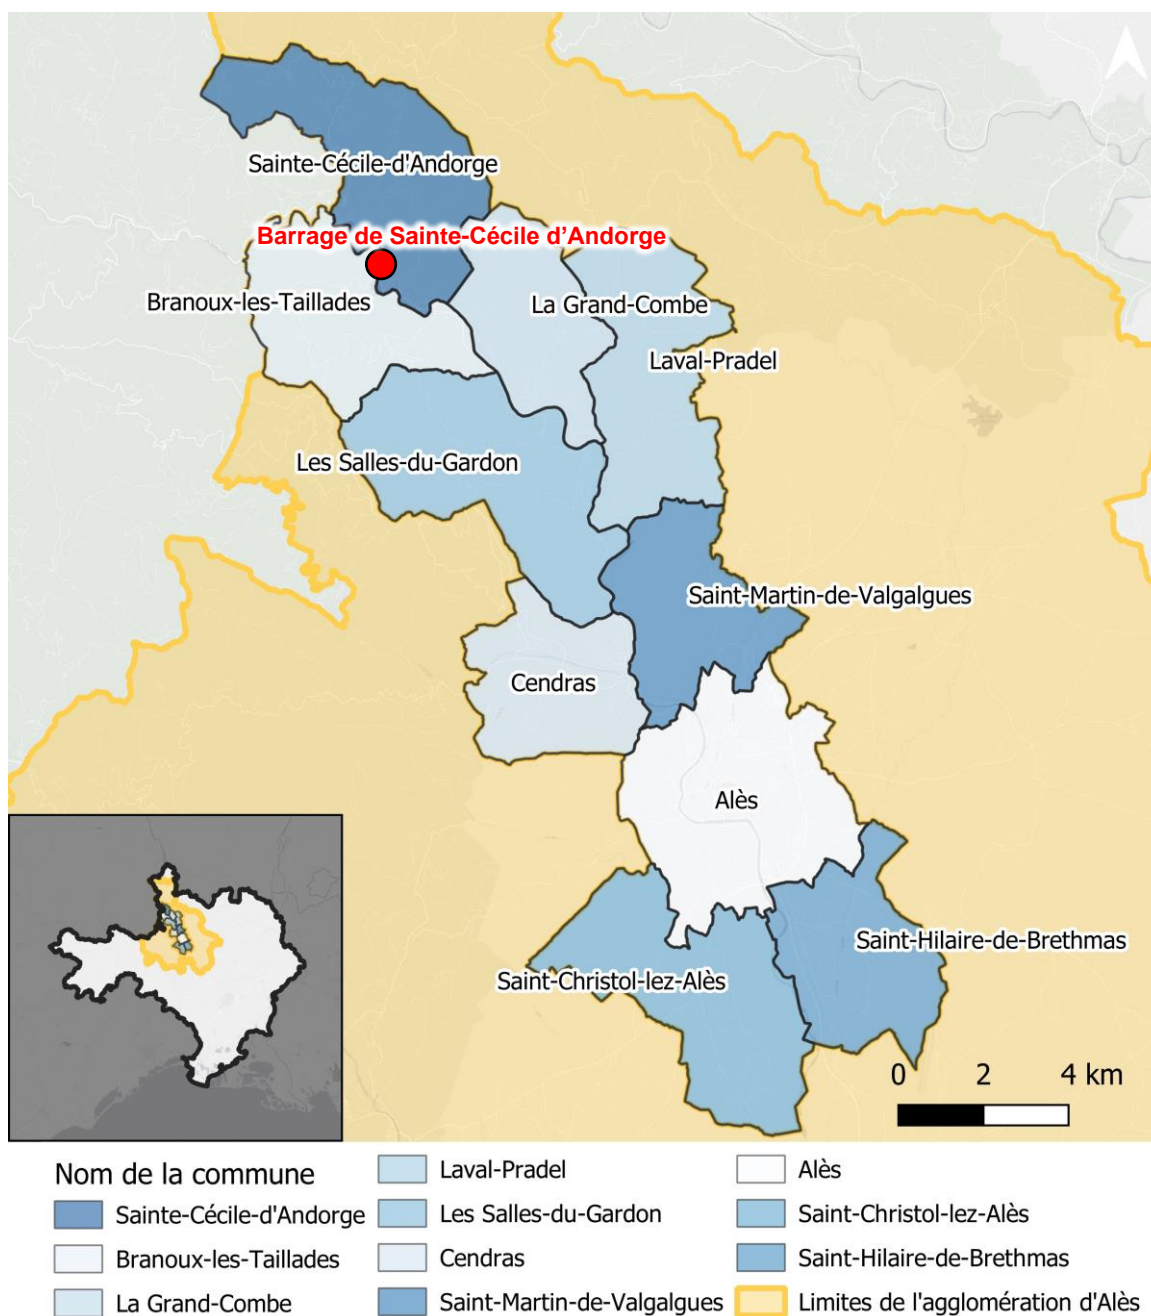 Sainte-Cécile-d'Andorge
Barrage de Sainte-Cécile d’Andorge
Branoux-les-Taillades
La Grand-Combe
Laval-Pradel
Les Salles-du-Gardon
Saint-Martin-de-Valgalgues
Cendras
Alès
Saint-Hilaire-de-Brethmas
Saint-Christol-lez-Alès
0 2 4 km
Nom de la commune
Sainte-Cécile-d'Andorge
Branoux-les-Taillades
La Grand-Combe
Laval-Pradel
Les Salles-du-Gardon
Cendras
Saint-Martin-de-Valgalgues
Alès
Saint-Christol-lez-Alès
Saint-Hilaire-de-Brethmas
Limites de l'agglomération d'Alès